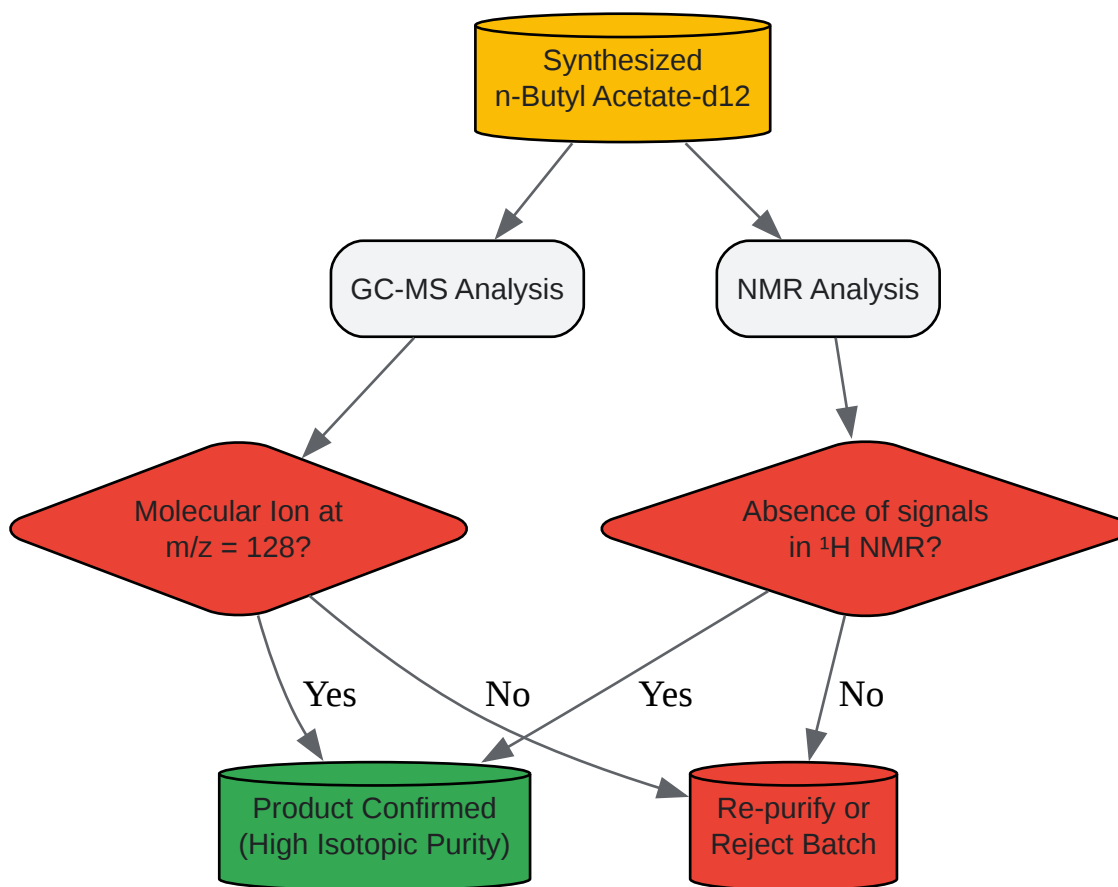 Synthesized
n-Butyl Acetate-d12
GC-MS Analysis
NMR Analysis
Molecular Ion at
m/z = 128?
Absence of signals
in ¹H NMR?
Yes
No
Yes
No
Product Confirmed
(High Isotopic Purity)
Re-purify or
Reject Batch